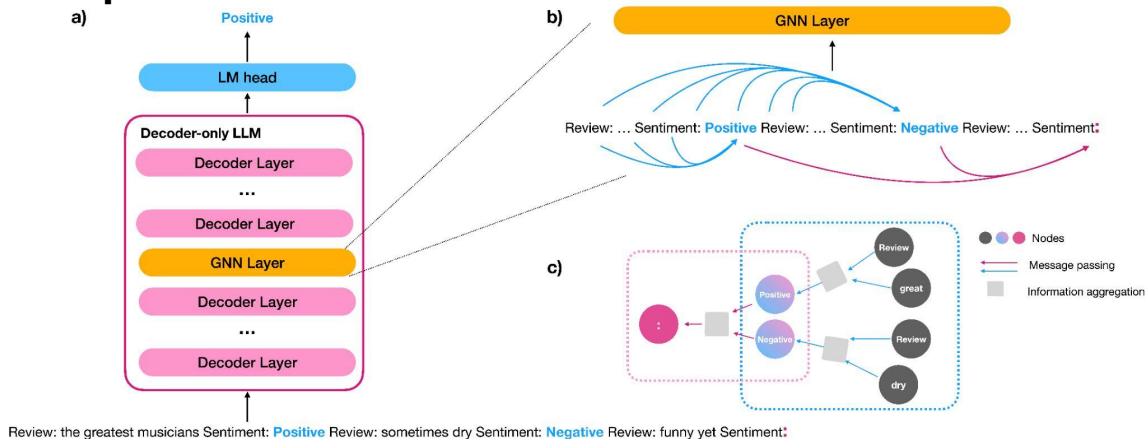 a)
Positive
LM head
Decoder-only LLM
Decoder Layer
...
Decoder Layer
GNN Layer
Decoder Layer
...
Decoder Layer
Review: the greatest musicians Sentiment: Positive Review: sometimes dry Sentiment: Negative Review: funny yet Sentiment:
b)
GNN Layer
Review: ... Sentiment: Positive Review: ... Sentiment: Negative Review: ... Sentiment:
c)
Review
great
Positive
:
Negative
Review
dry
Nodes
Message passing
Information aggregation